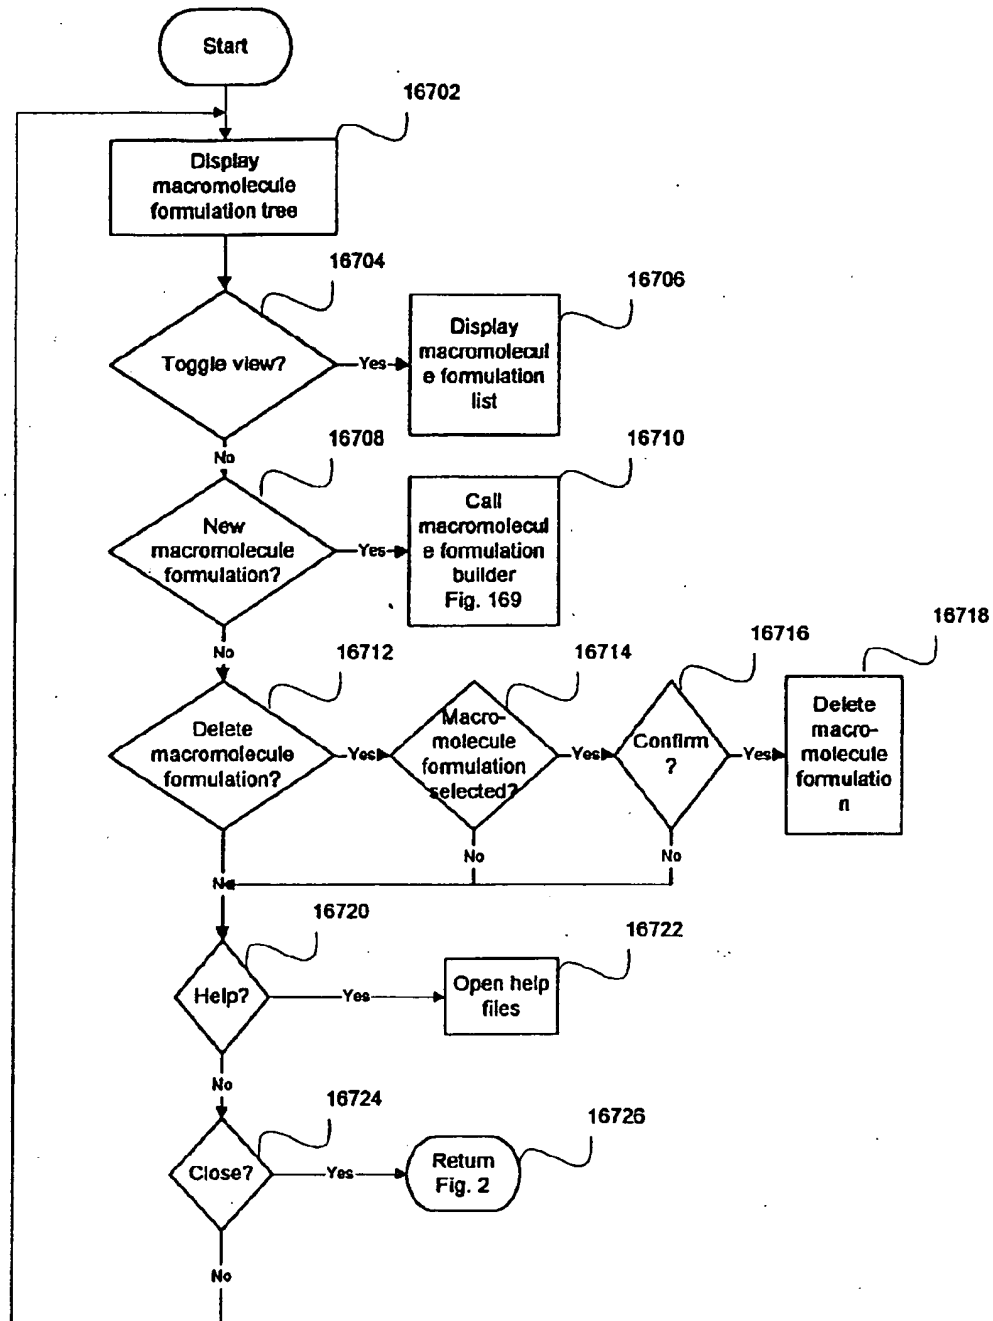 Start
16702
Display
macromolecule
formulation tree
16704
Toggle view?
Yes
16706
Display
macromolecul
e formulation
list
No
16708
New
macromolecule
formulation?
Yes
16710
Call
macromolecul
e formulation
builder
Fig. 169
No
16712
Delete
macromolecule
formulation?
Yes
16714
Macro-
molecule
formulation
selected?
Yes
16716
Confirm
?
Yes
16718
Delete
macro-
molecule
formulatio
n
No
No
No
16720
Help?
Yes
16722
Open help
files
No
16724
Close?
Yes
16726
Return
Fig. 2
No